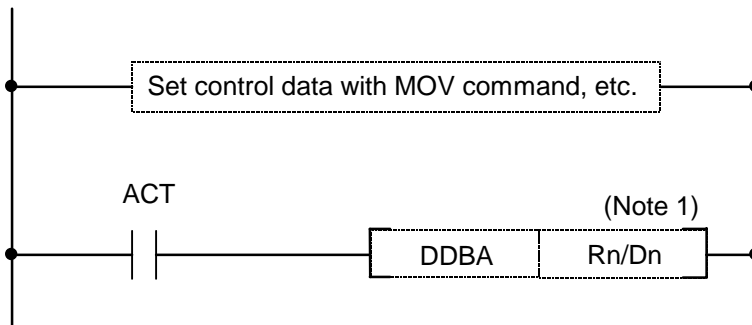 Set control data with MOV command, etc.
ACT
(Note 1)
DDBA Rn/Dn